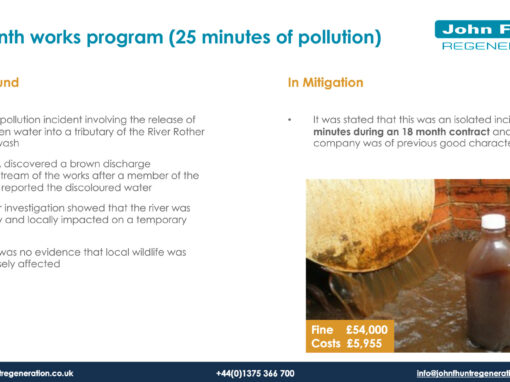 nth works program (25 minutes of pollution)
John F
REGENER
und
pollution incident involving the release of
en water into a tributary of the River Rother
wash
discovered a brown discharge
tream of the works after a member of the
reported the discoloured water
r investigation showed that the river was
y and locally impacted on a temporary
was no evidence that local wildlife was
sely affected
In Mitigation
• It was stated that this was an isolated inci
minutes during an 18 month contract and
company was of previous good characte
Fine £54,000
Costs £5,955
tregeneration.co.uk
+44(0)1375 366 700
info@johnfhuntregenerati